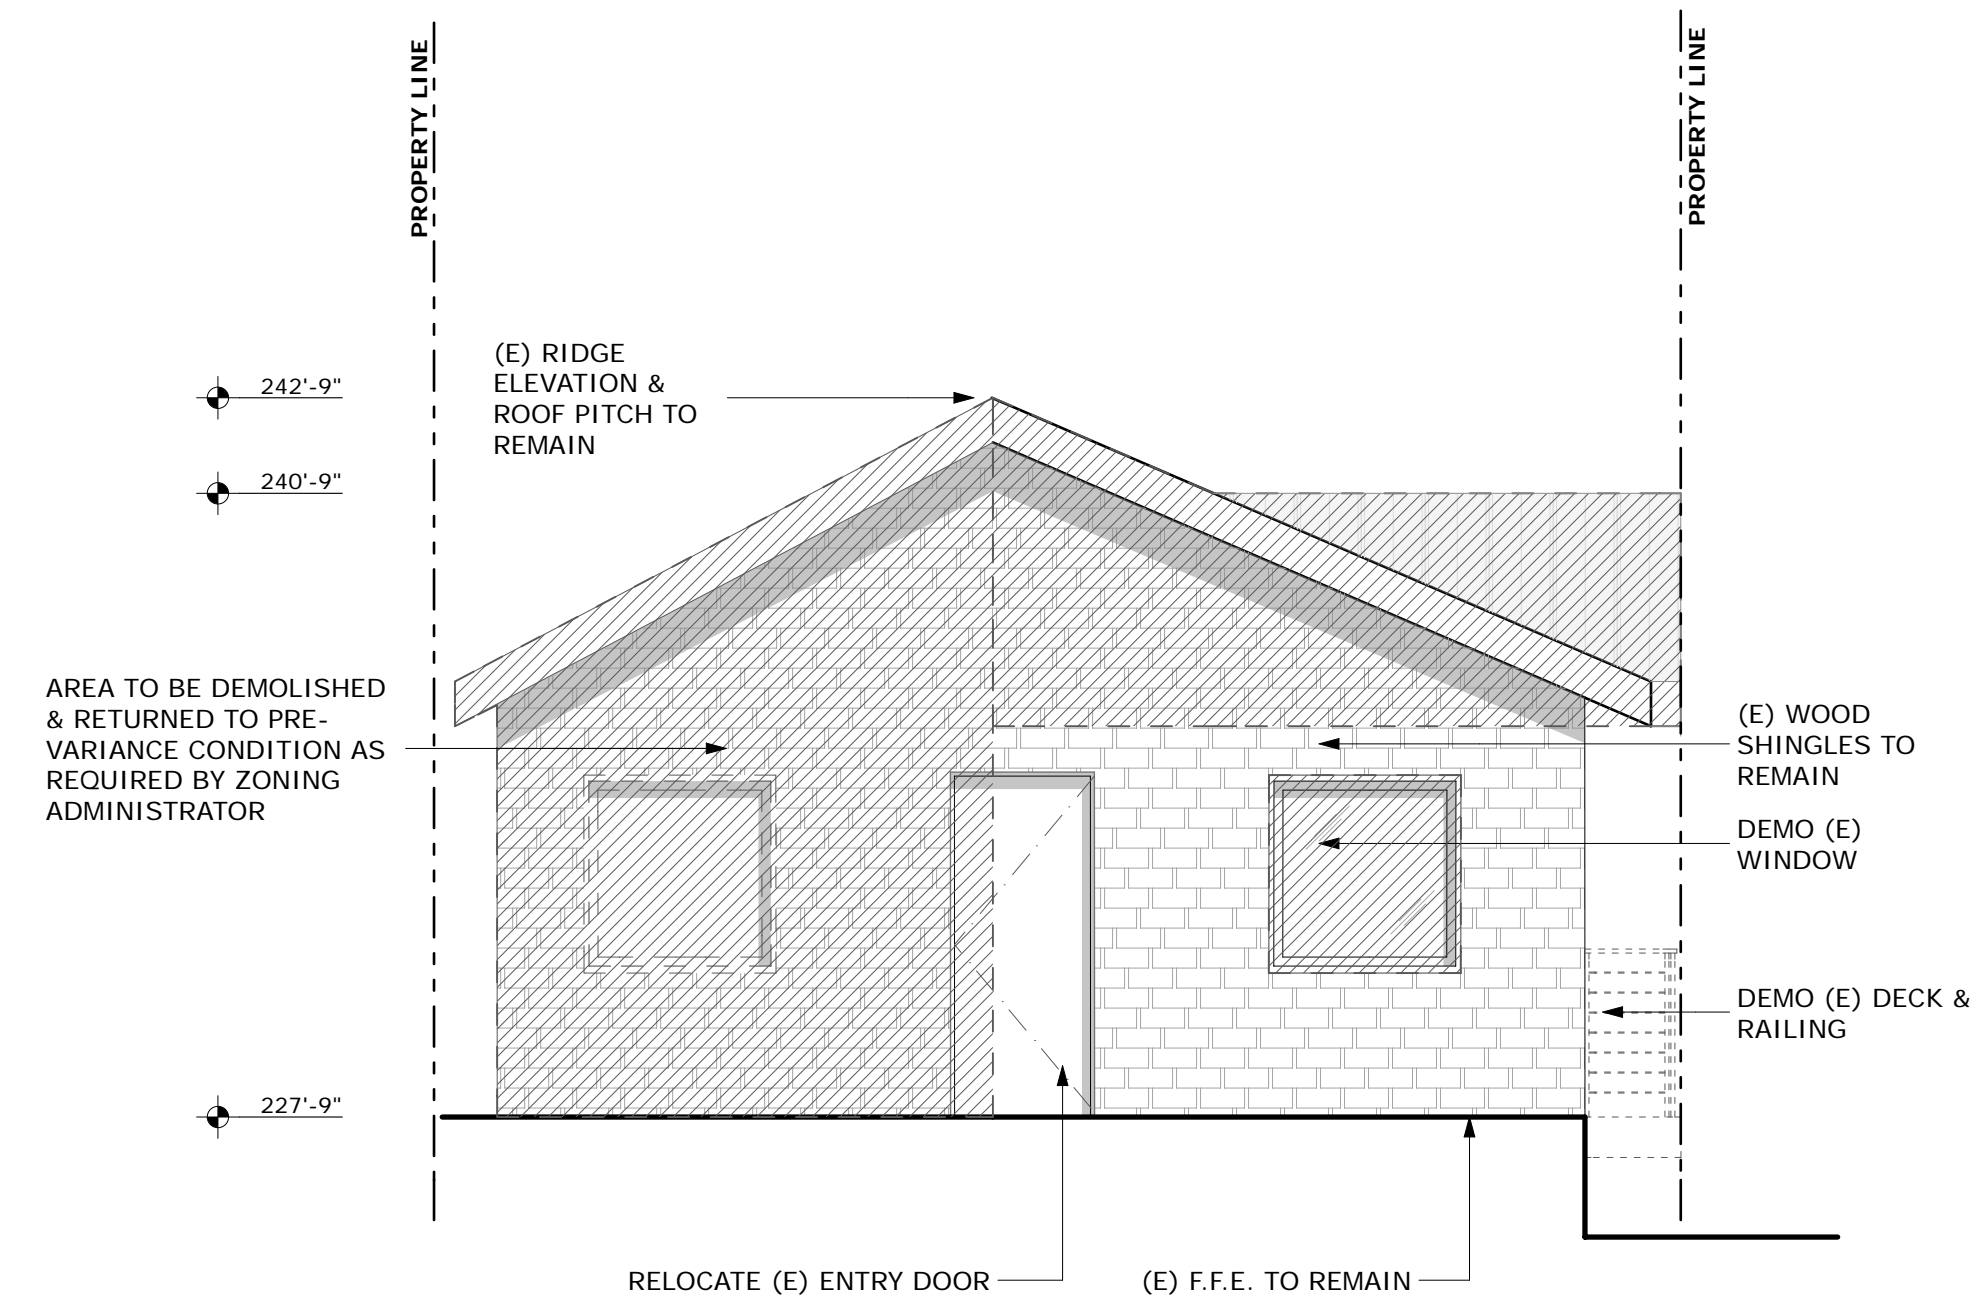 PROPERTY LINE
PROPERTY LINE
(E) RIDGE
ELEVATION &
ROOF PITCH TO
REMAIN
242'-9"
240'-9"
AREA TO BE DEMOLISHED
& RETURNED TO PRE-
VARIANCE CONDITION AS
REQUIRED BY ZONING
ADMINISTRATOR
(E) WOOD
SHINGLES TO
REMAIN
DEMO (E)
WINDOW
DEMO (E) DECK &
RAILING
227'-9"
RELOCATE (E) ENTRY DOOR
(E) F.F.E. TO REMAIN